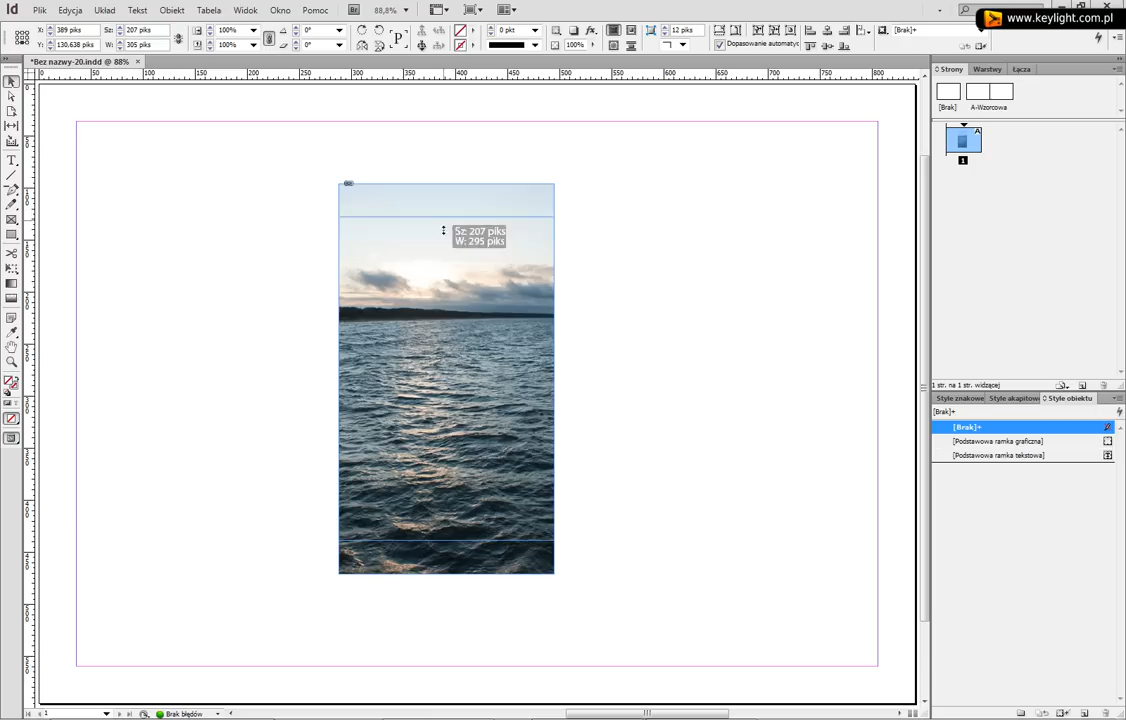 Id
Plik Edycja Układ Tekst Obiekt Tabela Widok Okno Pomoc
Br
88,8%
www.keylight.com.pl
X: 389 piks
Sz: 207 piks
100%
0°
P
0 pkt
12 piks
[Brak]+
Y: 130,638 piks
W: 305 piks
100%
0°
100%
Dopasowanie automatyc
*Bez nazwy-20.indd @ 88%
0 50 100 150 200 250 300 350 400 450 500 550 600 650 700 750 800
Strony Warstwy Łącza
[Brak] A-Wzorcowa
A
1
Sz: 207 piks
W: 295 piks
1 str. na 1 str. widzącej
Style znakowe Style akapitowe Style obiektu
[Brak]+
[Brak]+
[Podstawowa ramka graficzna]
[Podstawowa ramka tekstowa]
1
Brak błędów